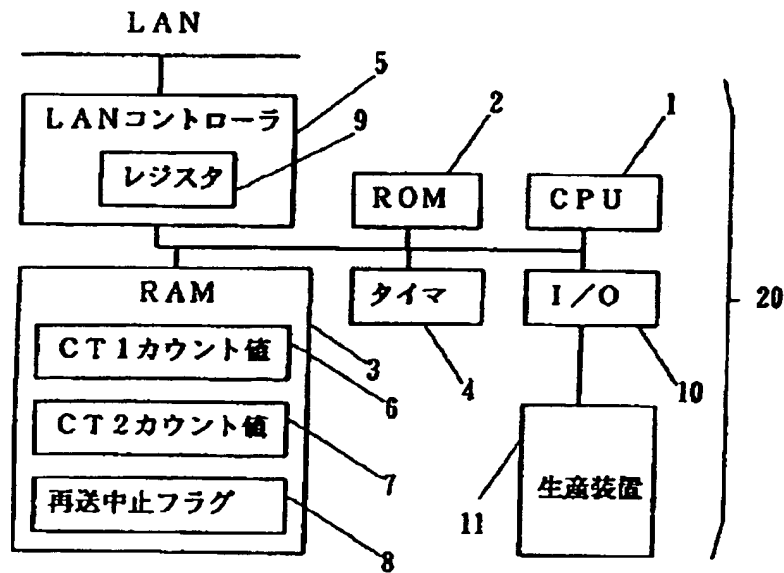 LAN
5
LANコントローラ
9
レジスタ
2
ROM
1
CPU
20
RAM
3
CT1カウント値
6
CT2カウント値
7
再送中止フラグ
8
タイマ
4
I/O
10
生産装置
11